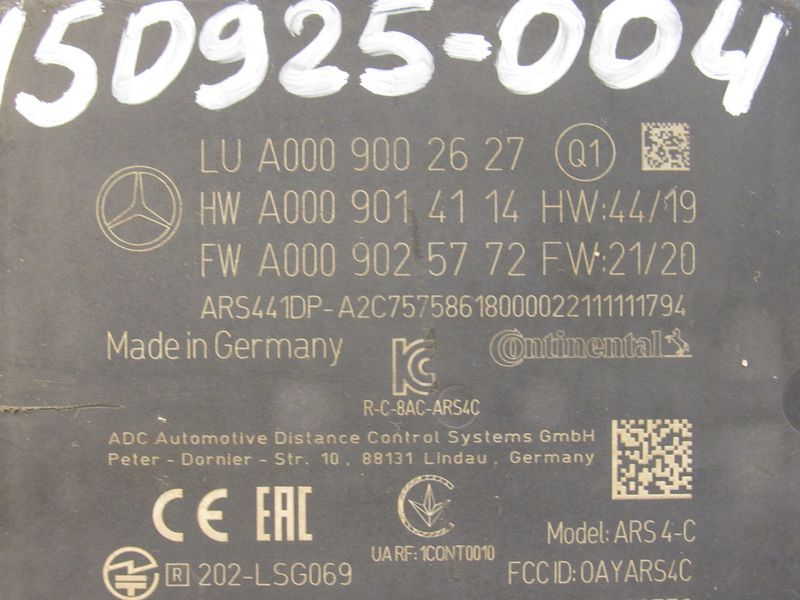 150925-004
LU A000 900 26 27 Q1
HW A000 901 41 14 HW:44/19
FW A000 902 57 72 FW:21/20
ARS441DP-A2C7575861800002211111794
Made in Germany
Continental
R-C-8AC-ARS4C
ADC Automotive Distance Control Systems GmbH
Peter - Dornier - Str. 10 , 88131 Lindau , Germany
CE EAC
Model: ARS 4-C
UA RF: 1CONT0010
R 202-LSG069
FCC ID: OAYARS4C